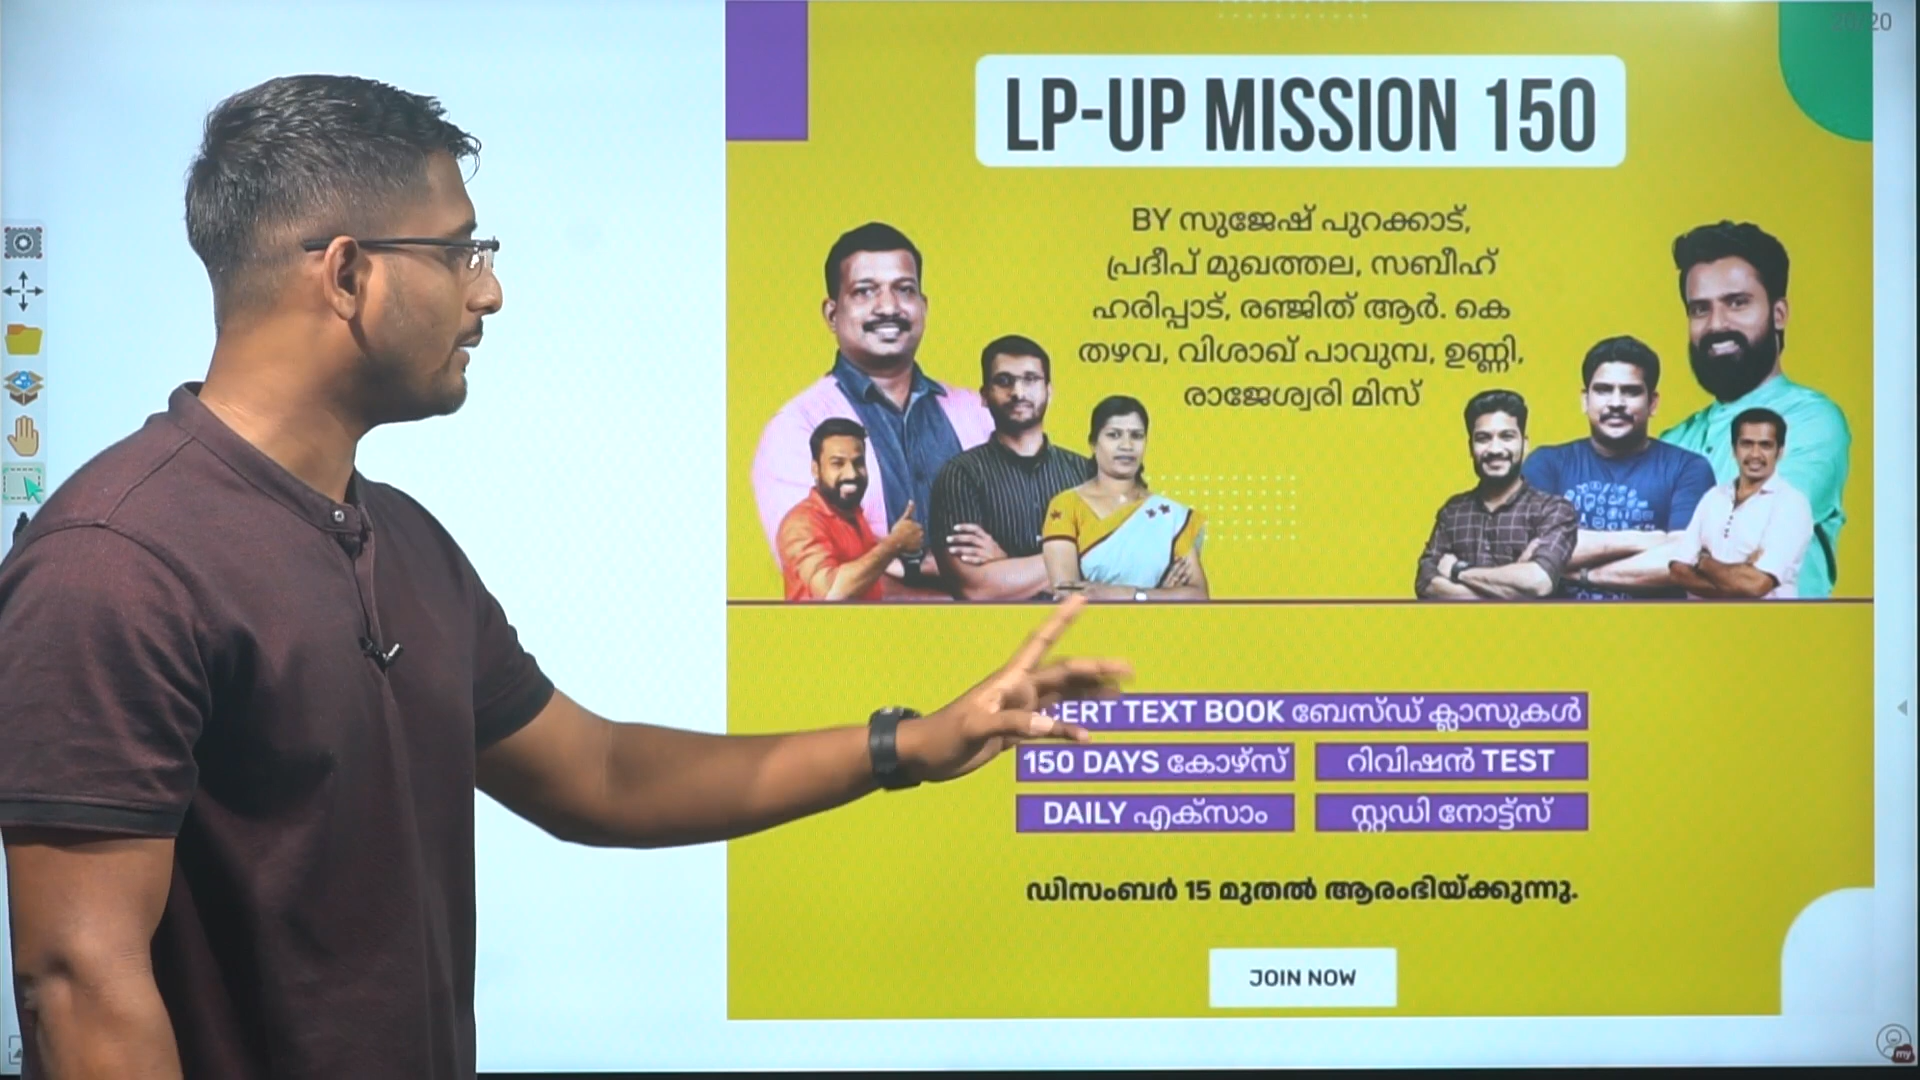 LP-UP MISSION 150
BY സുജേഷ് പുറക്കാട്,
പ്രദീപ് മുഖത്തല, സബീഹ്
ഹരിപ്പാട്, രഞ്ജിത് ആർ. കെ
തഴവ, വിശാഖ് പാവുമ്പ, ഉണ്ണി,
രാജേശ്വരി മിസ്
TEXT BOOK ബേസ്ഡ് ക്ലാസുകൾ
150 DAYS കോഴ്സ്
റിവിഷൻ TEST
DAILY എക്സാം
സ്റ്റഡി നോട്ട്സ്
ഡിസംബർ 15 മുതൽ ആരംഭിയ്ക്കുന്നു.
JOIN NOW
my